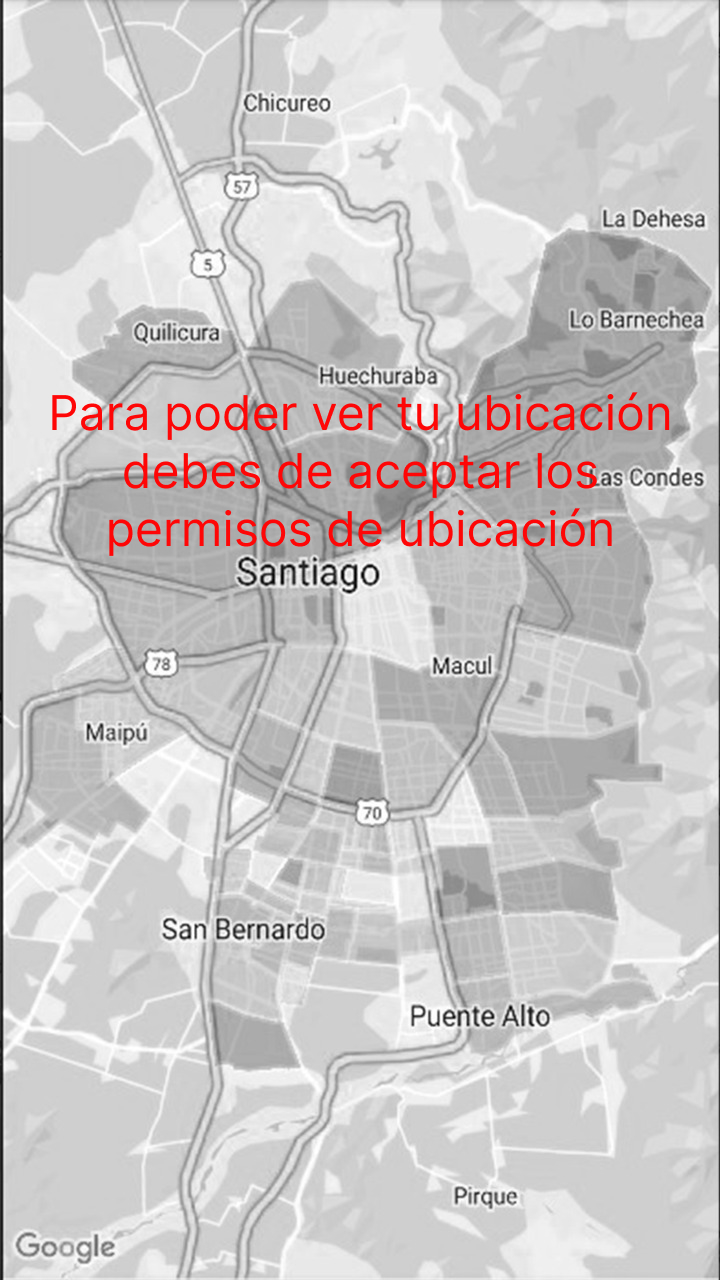 Chicureo
57
La Dehesa
5
Lo Barnechea
Quilicura
Huechuraba
Para poder ver tu ubicación
debes de aceptar los
Las Condes
permisos de ubicación
Santiago
78
Macul
Maipú
70
San Bernardo
Puente Alto
Pirque
Google